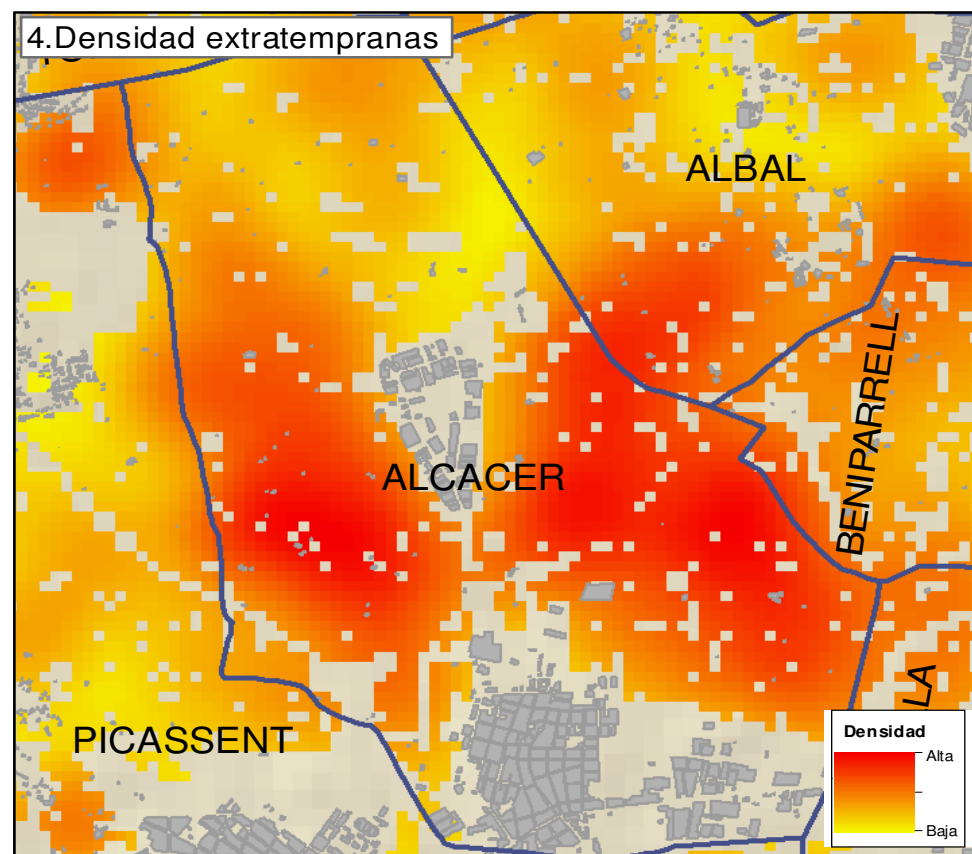 4.Densidad extratempranas
ALBAL
BENIPARRELL
ALCACER
LA
PICASSENT
Densidad
Alta
Baja